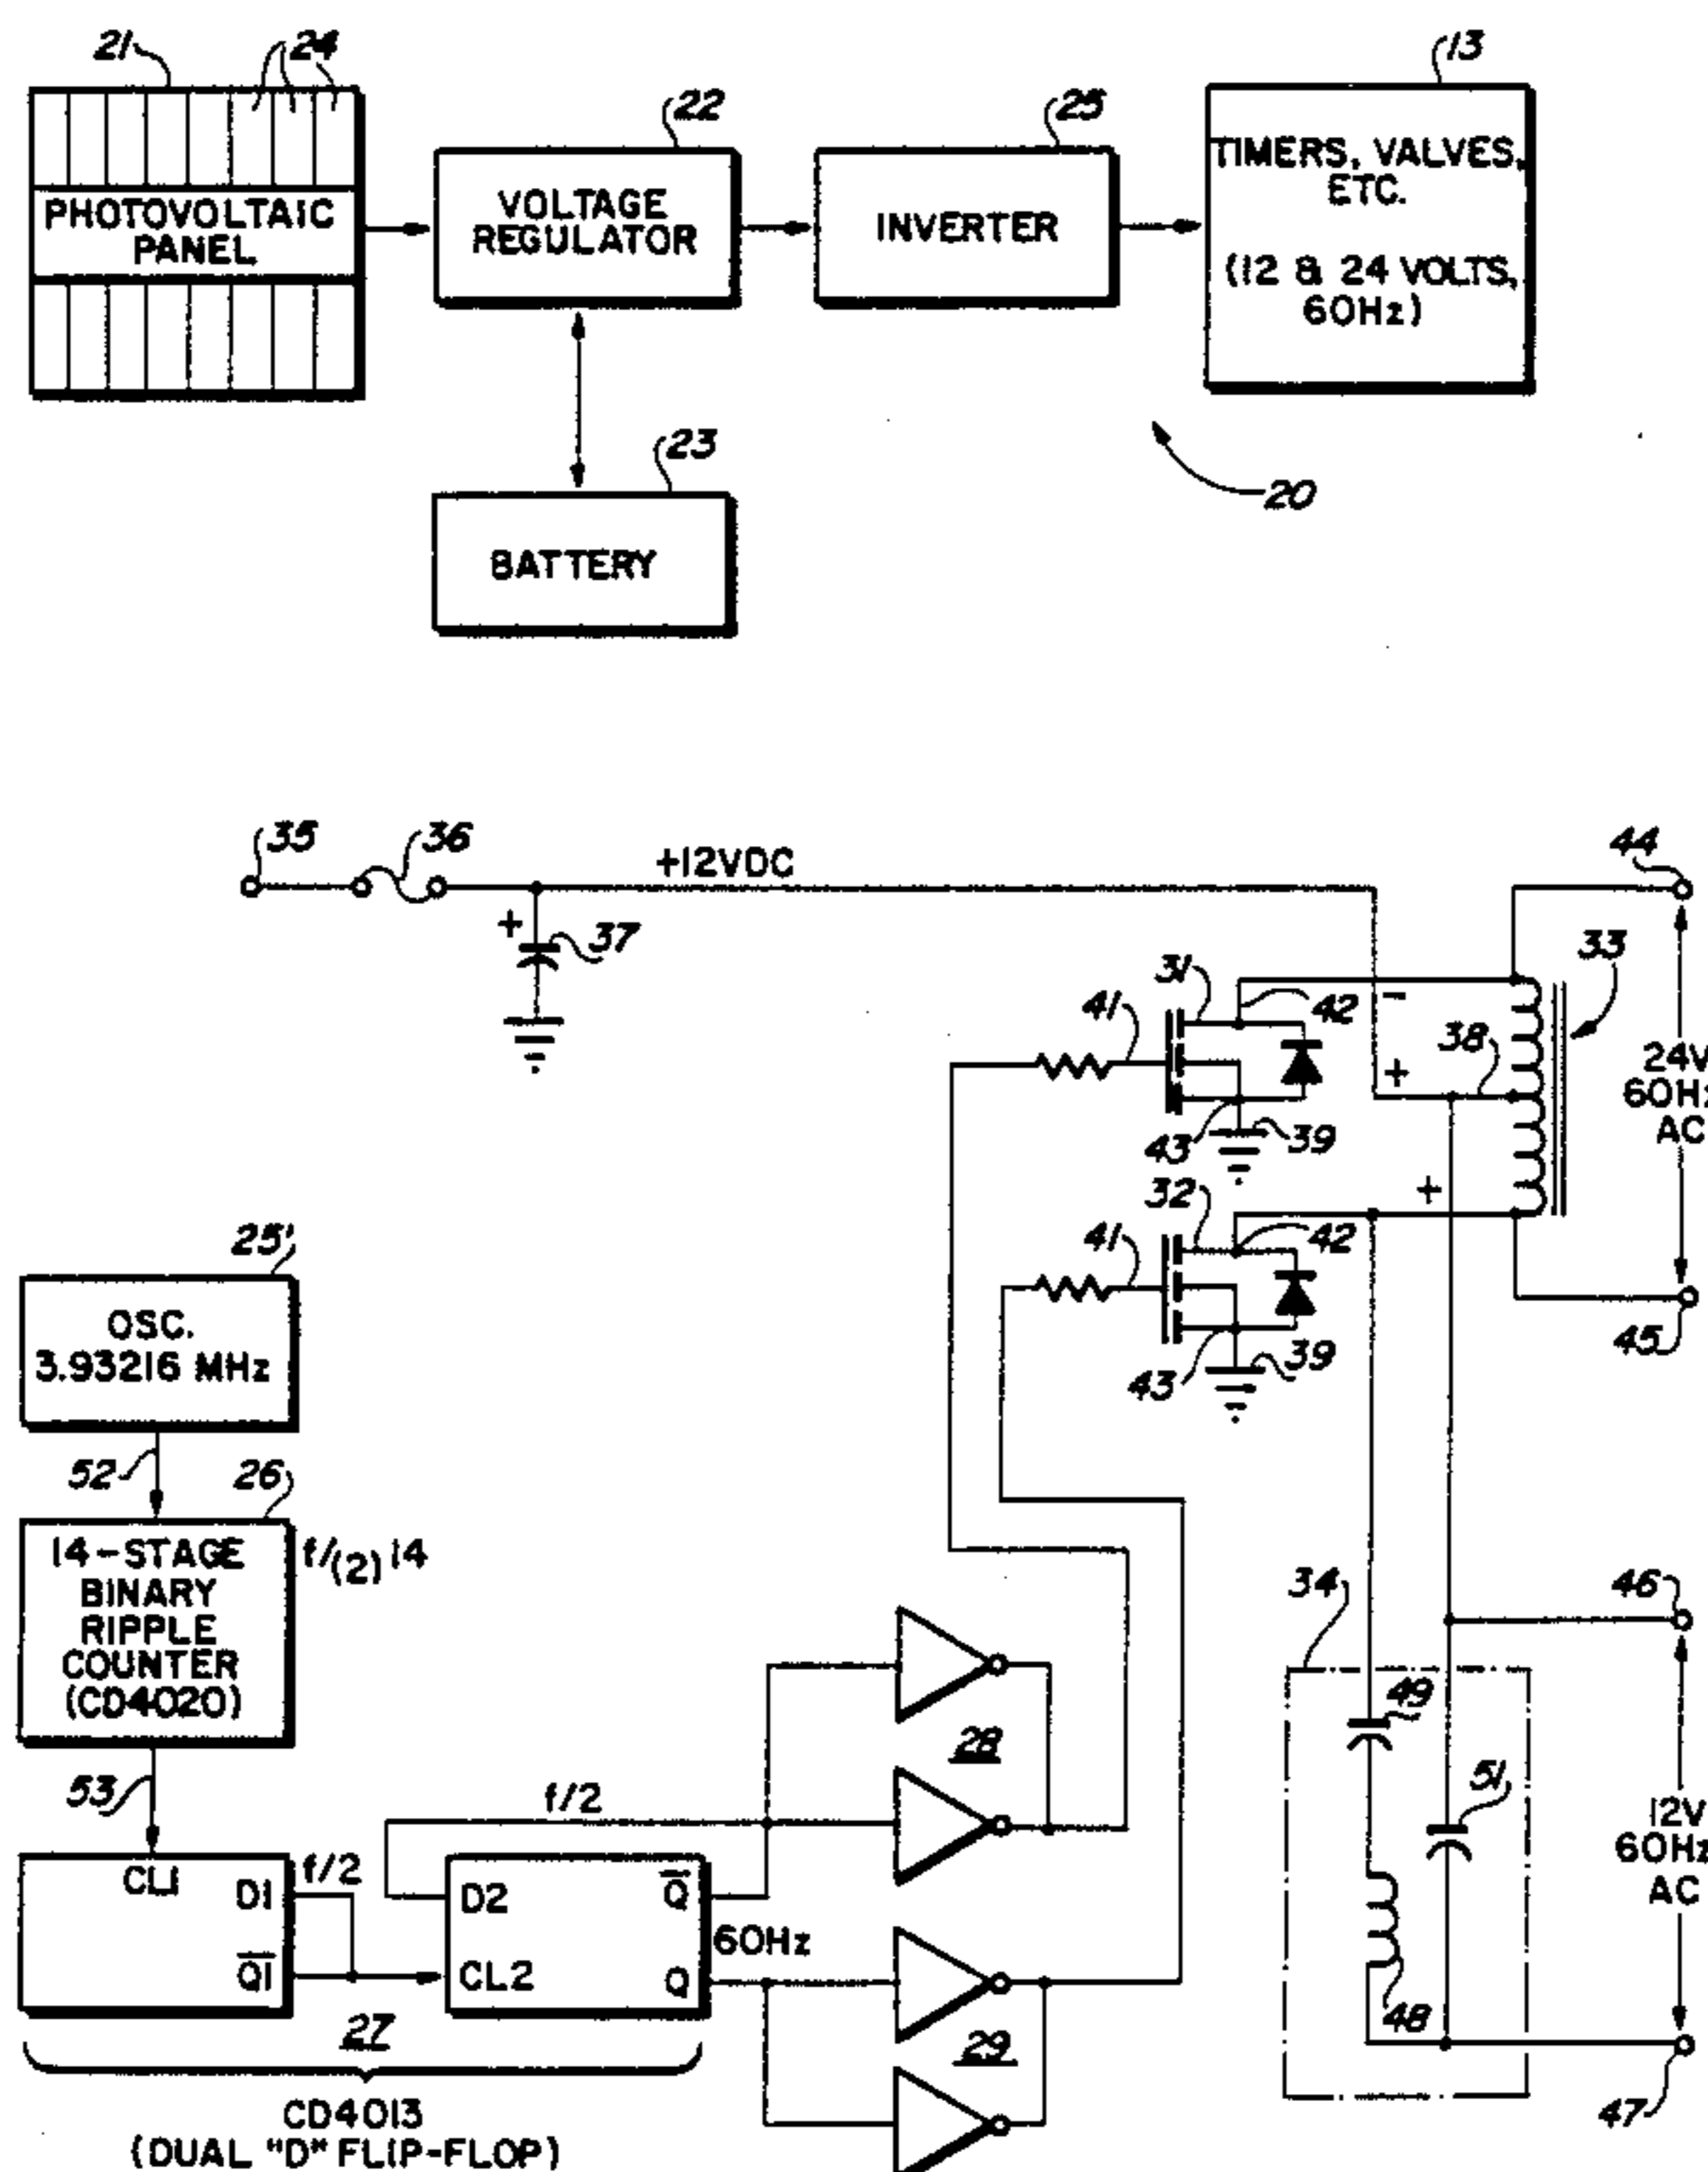 21
24
13
22
25
PHOTOVOLTAIC
PANEL
VOLTAGE
REGULATOR
INVERTER
TIMERS, VALVES,
ETC.
(12 & 24 VOLTS,
60Hz)
23
BATTERY
20
35
36
+12VDC
44
+
37
33
31
42
−
41
38
24V
60Hz
AC
+
43
39
32
+
41
42
43
39
45
25'
OSC.
3.93216 MHz
52
26
14-STAGE
BINARY
RIPPLE
COUNTER
(CD4020)
f/(2)14
34
46
49
28
53
51
12V
60Hz
AC
f/2
CL1
D1
f/2
Q̅1̅
D2
Q̅
60Hz
CL2
Q
48
27
29
47
CD4013
(DUAL "D" FLIP-FLOP)